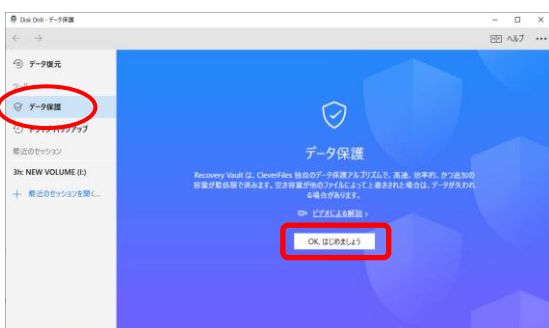 Disk Drill - データ保護
ヘルプ
データ復元
ツール
データ保護
ドライブバックアップ
最近のセッション
3h: NEW VOLUME (I:)
最近のセッションを開く...
データ保護
Recovery Vault は、CleverFiles 独自のデータ保護アルゴリズムで、高速、効率的、かつ追加の
容量が最低限で済みます。空き容量が他のファイルによって上書きされた場合は、データが失われ
る場合があります。
ビデオによる解説 ›
OK, はじめましょう